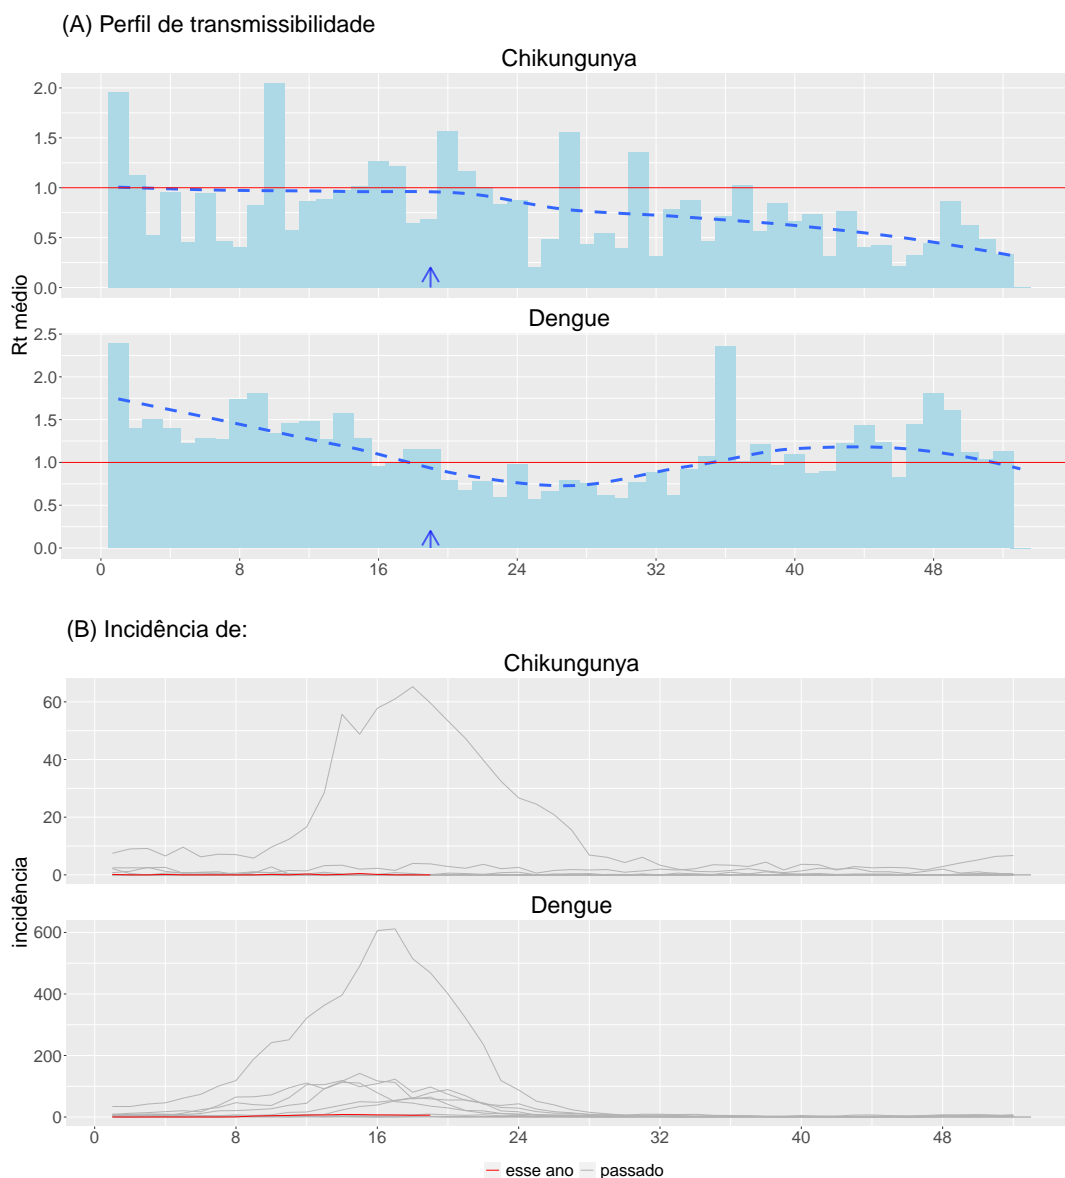 (A) Perfil de transmissibilidade
Chikungunya
2.0
1.5
1.0
0.5
0.0
Rt médio
Dengue
2.5
2.0
1.5
1.0
0.5
0.0
0 8 16 24 32 40 48
(B) Incidência de:
Chikungunya
60
40
20
0
incidência
Dengue
600
400
200
0
0 8 16 24 32 40 48
esse ano passado